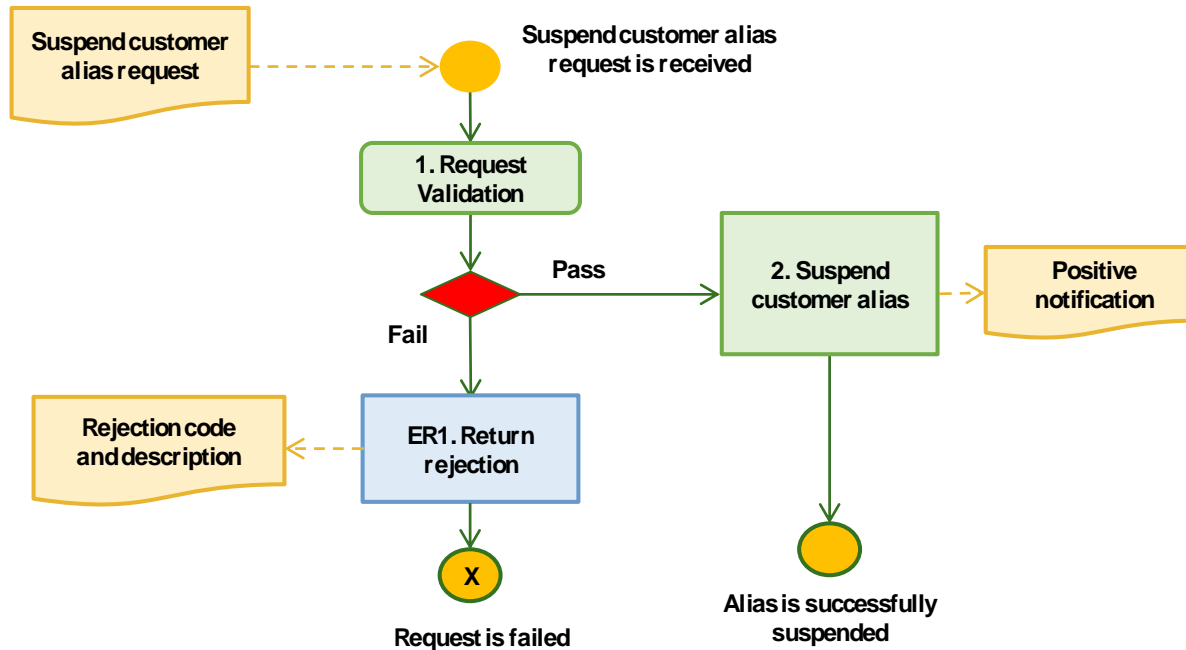 Suspend customer
alias request
Suspend customer alias
request is received
1. Request
Validation
Pass
2. Suspend
customer alias
Positive
notification
Fail
Rejection code
and description
ER1. Return
rejection
X
Request is failed
Alias is successfully
suspended